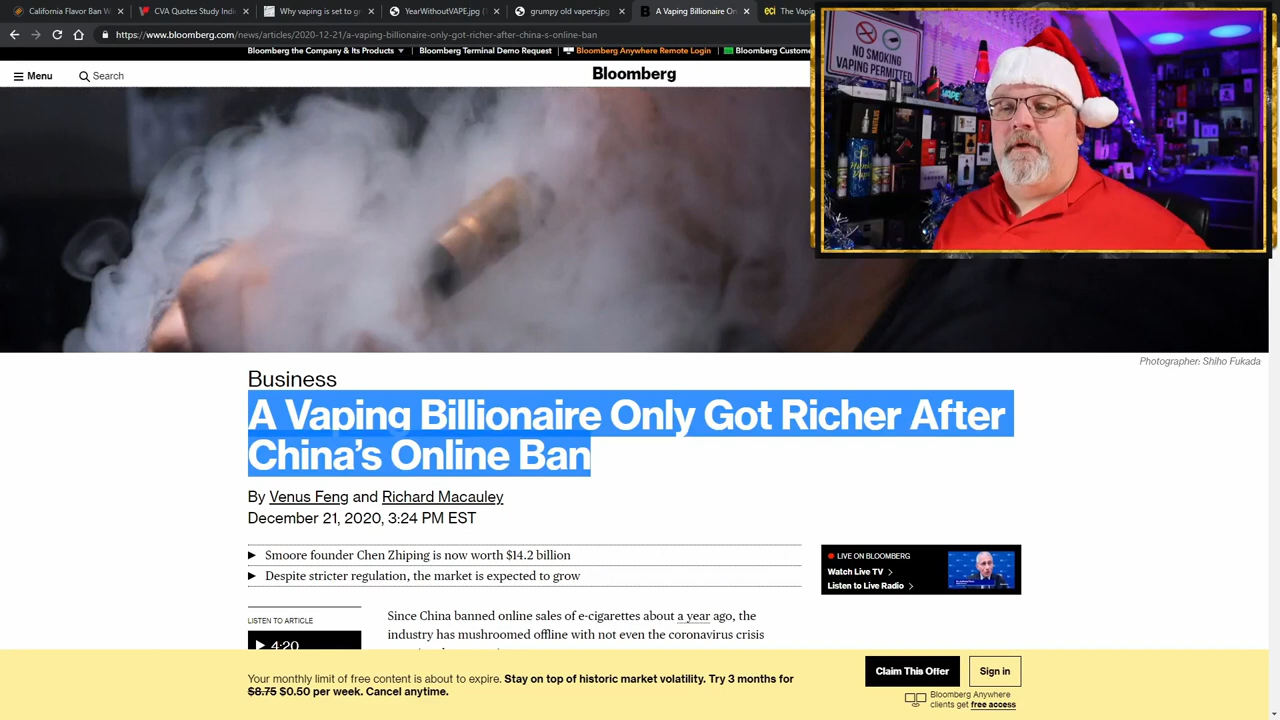 California Flavor Ban W
CVA Quotes Study Indic
Why vaping is set to su
CatsWithoutAPlan (Figg C
gummyvapersjpg
A Vaping Billionaire Onl
The Vapin
https://www.bloomberg.com/news/articles/2020-12-21/a-vaping-billionaire-only-got-richer-after-china-s-online-ban
Bloomberg the Company & Its Products
Bloomberg Terminal Demo Request
Bloomberg Anywhere Remote Login
Bloomberg Custome
Menu
Search
Bloomberg
NO SMOKING
VAPING PERMITTED
VAPE
Photographer: Shiho Fukada
Business
A Vaping Billionaire Only Got Richer After
China's Online Ban
By Venus Feng and Richard Macauley
December 21, 2020, 3:24 PM EST
Smoore founder Chen Zhiping is now worth $14.2 billion
Despite stricter regulation, the market is expected to grow
LIVE ON BLOOMBERG
Watch Live TV
Listen to Live Radio
LISTEN TO ARTICLE
4:20
Since China banned online sales of e-cigarettes about a year ago, the
industry has mushroomed offline with not even the coronavirus crisis
Your monthly limit of free content is about to expire. Stay on top of historic market volatility. Try 3 months for
$8.75 $0.50 per week. Cancel anytime.
Claim This Offer
Sign in
Bloomberg Anywhere
clients get free access